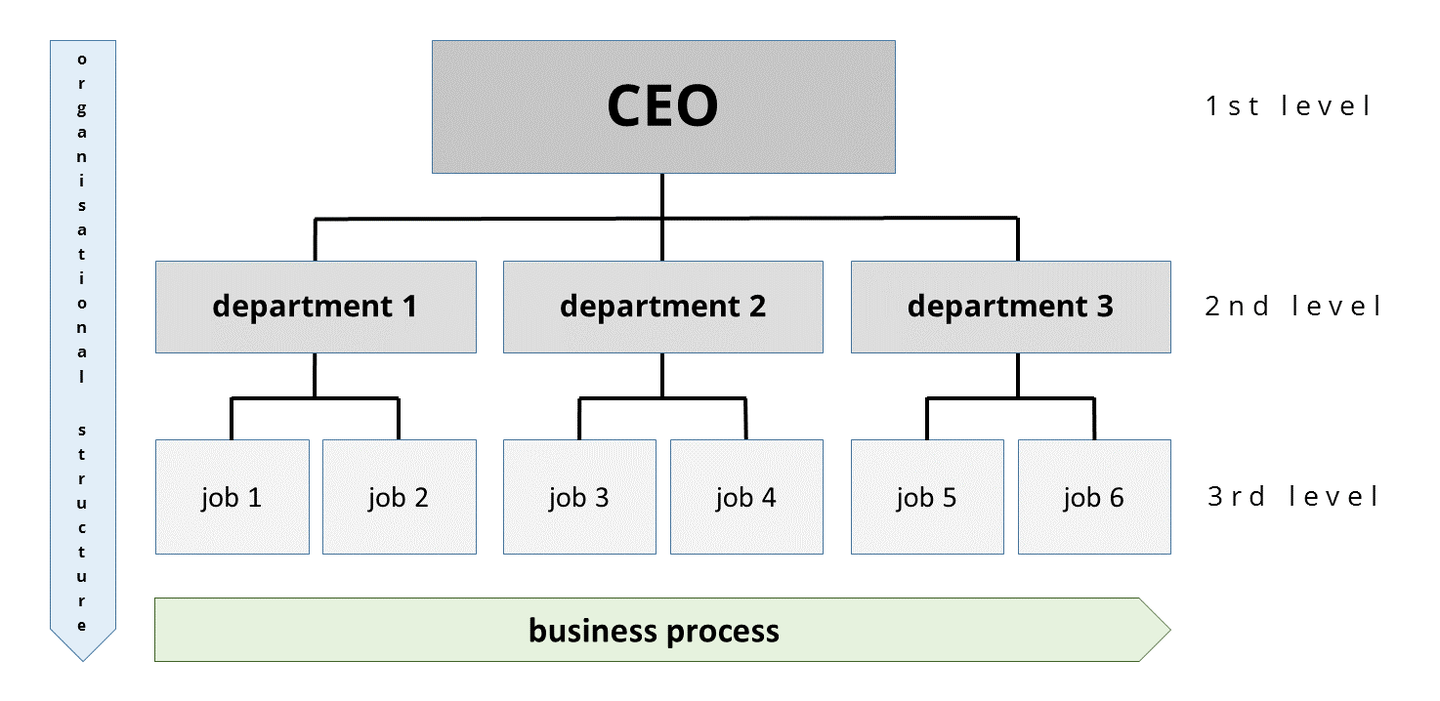 organisational structure
CEO
1st level
department 1
department 2
department 3
2nd level
job 1
job 2
job 3
job 4
job 5
job 6
3rd level
business process